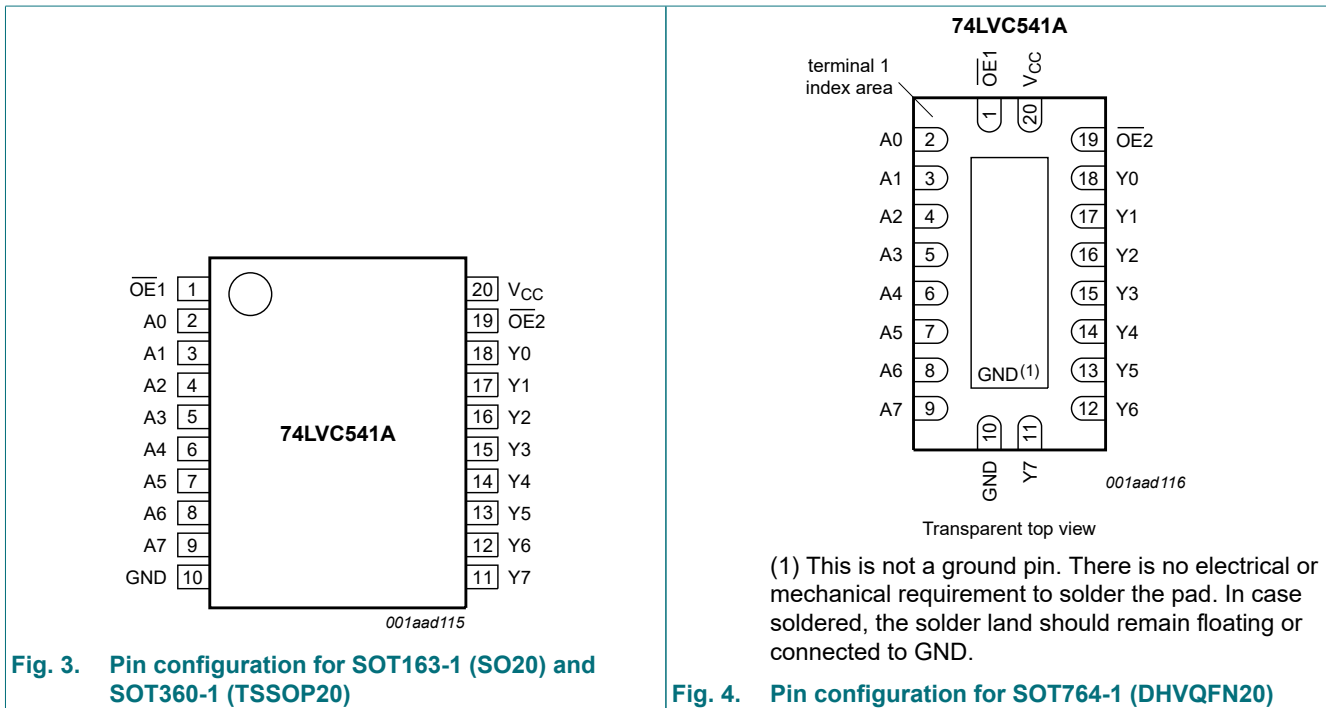 OE1 1
A0 2
A1 3
A2 4
A3 5
A4 6
A5 7
A6 8
A7 9
GND 10
74LVC541A
20 VCC
19 OE2
18 Y0
17 Y1
16 Y2
15 Y3
14 Y4
13 Y5
12 Y6
11 Y7
001aad115
Fig. 3. Pin configuration for SOT163-1 (SO20) and
SOT360-1 (TSSOP20)
74LVC541A
terminal 1
index area
OE1
VCC
1
20
A0 2
A1 3
A2 4
A3 5
A4 6
A5 7
A6 8
A7 9
19 OE2
18 Y0
17 Y1
16 Y2
15 Y3
14 Y4
13 Y5
12 Y6
GND(1)
10
11
GND
Y7
001aad116
Transparent top view
(1) This is not a ground pin. There is no electrical or
mechanical requirement to solder the pad. In case
soldered, the solder land should remain floating or
connected to GND.
Fig. 4. Pin configuration for SOT764-1 (DHVQFN20)